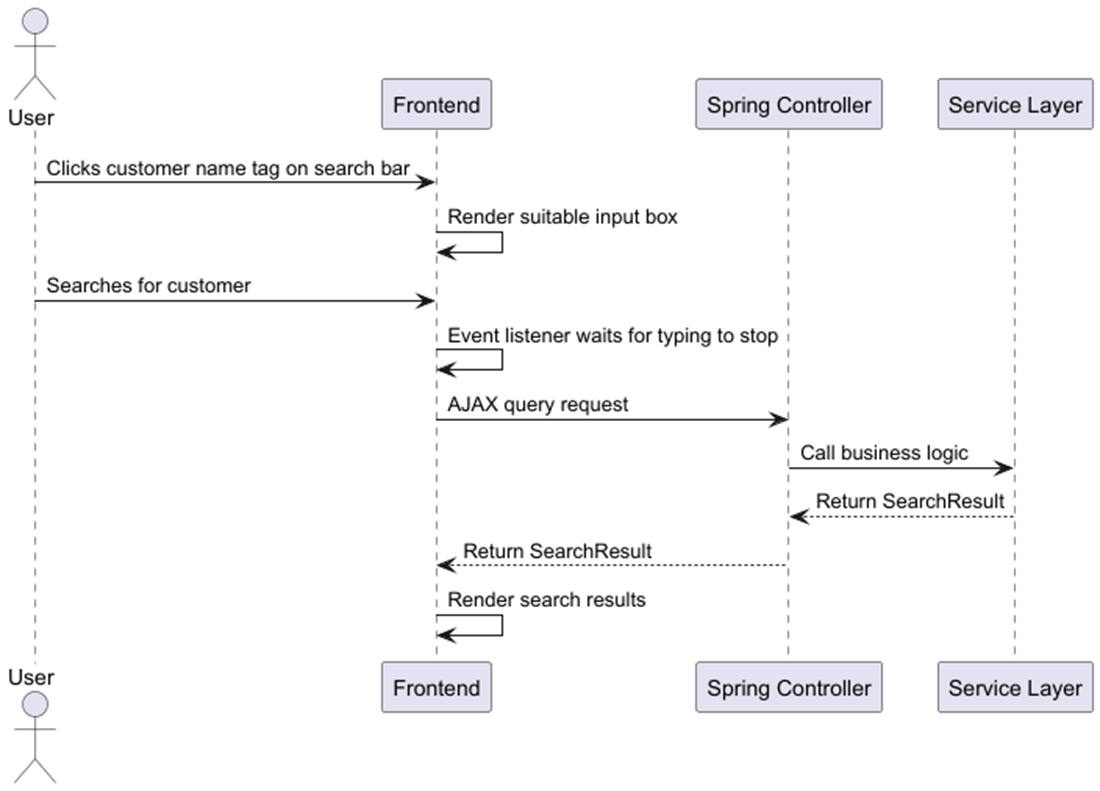 User
Frontend
Spring Controller
Service Layer
Clicks customer name tag on search bar
Render suitable input box
Searches for customer
Event listener waits for typing to stop
AJAX query request
Call business logic
Return SearchResult
Return SearchResult
Render search results
User
Frontend
Spring Controller
Service Layer